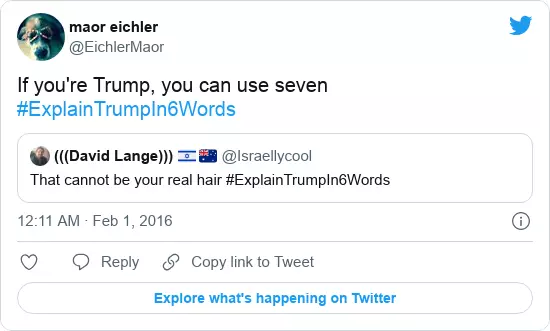 maor eichler
@EichlerMaor
If you're Trump, you can use seven
#ExplainTrumpIn6Words
(((David Lange))) 🇮🇱🇦🇺 @Israellycool
That cannot be your real hair #ExplainTrumpIn6Words
12:11 AM · Feb 1, 2016
Reply Copy link to Tweet
Explore what's happening on Twitter